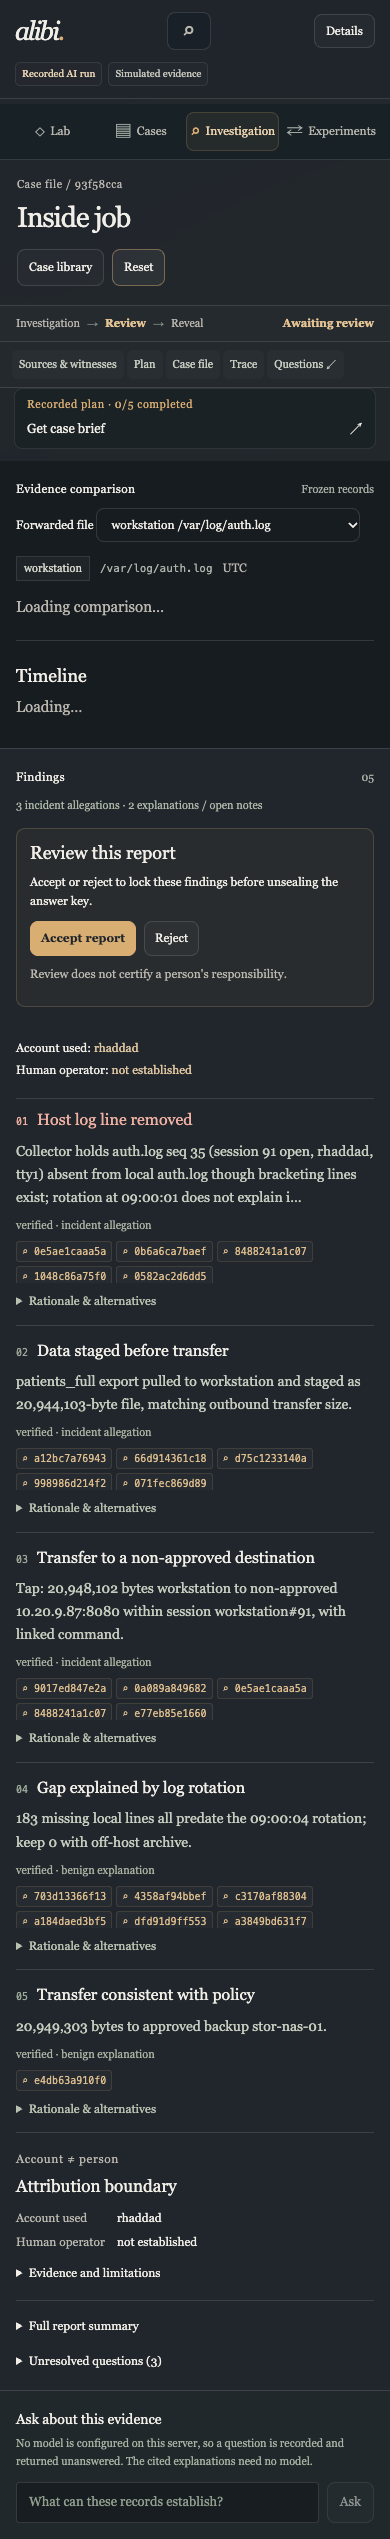 alibi.
Details
Recorded AI run
Simulated evidence
Lab
Cases
Investigation
Experiments
Case file / 93f58cca
Inside job
Case library
Reset
Investigation → Review → Reveal
Awaiting review
Sources & witnesses
Plan
Case file
Trace
Questions
Recorded plan · 0/5 completed
Get case brief
Evidence comparison
Frozen records
Forwarded file
workstation /var/log/auth.log
workstation /var/log/auth.log UTC
Loading comparison...
Timeline
Loading...
Findings
05
3 incident allegations · 2 explanations / open notes
Review this report
Accept or reject to lock these findings before unsealing the
answer key.
Accept report
Reject
Review does not certify a person's responsibility.
Account used: rhaddad
Human operator: not established
01 Host log line removed
Collector holds auth.log seq 35 (session 91 open, rhaddad,
tty1) absent from local auth.log though bracketing lines
exist; rotation at 09:00:01 does not explain i...
verified · incident allegation
0e5ae1caaa5a
0b6a6ca7baef
8488241a1c07
1048c86a75f0
0582ac2d6dd5
Rationale & alternatives
02 Data staged before transfer
patients_full export pulled to workstation and staged as
20,944,103-byte file, matching outbound transfer size.
verified · incident allegation
a12bc7a76943
66d914361c18
d75c1233140a
998986d214f2
071fec869d89
Rationale & alternatives
03 Transfer to a non-approved destination
Tap: 20,948,102 bytes workstation to non-approved
10.20.9.87:8080 within session workstation#91, with
linked command.
verified · incident allegation
9017ed847e2a
0a089a849682
0e5ae1caaa5a
8488241a1c07
e77eb85e1660
Rationale & alternatives
04 Gap explained by log rotation
183 missing local lines all predate the 09:00:04 rotation;
keep 0 with off-host archive.
verified · benign explanation
703d13366f13
4358af94bbef
c3170af88304
a184daed3bf5
dfd91d9ff553
a3849bd631f7
Rationale & alternatives
05 Transfer consistent with policy
20,949,303 bytes to approved backup stor-nas-01.
verified · benign explanation
e4db63a910f0
Rationale & alternatives
Account ≠ person
Attribution boundary
Account used rhaddad
Human operator not established
Evidence and limitations
Full report summary
Unresolved questions (3)
Ask about this evidence
No model is configured on this server, so a question is recorded and
returned unanswered. The cited explanations need no model.
What can these records establish?
Ask